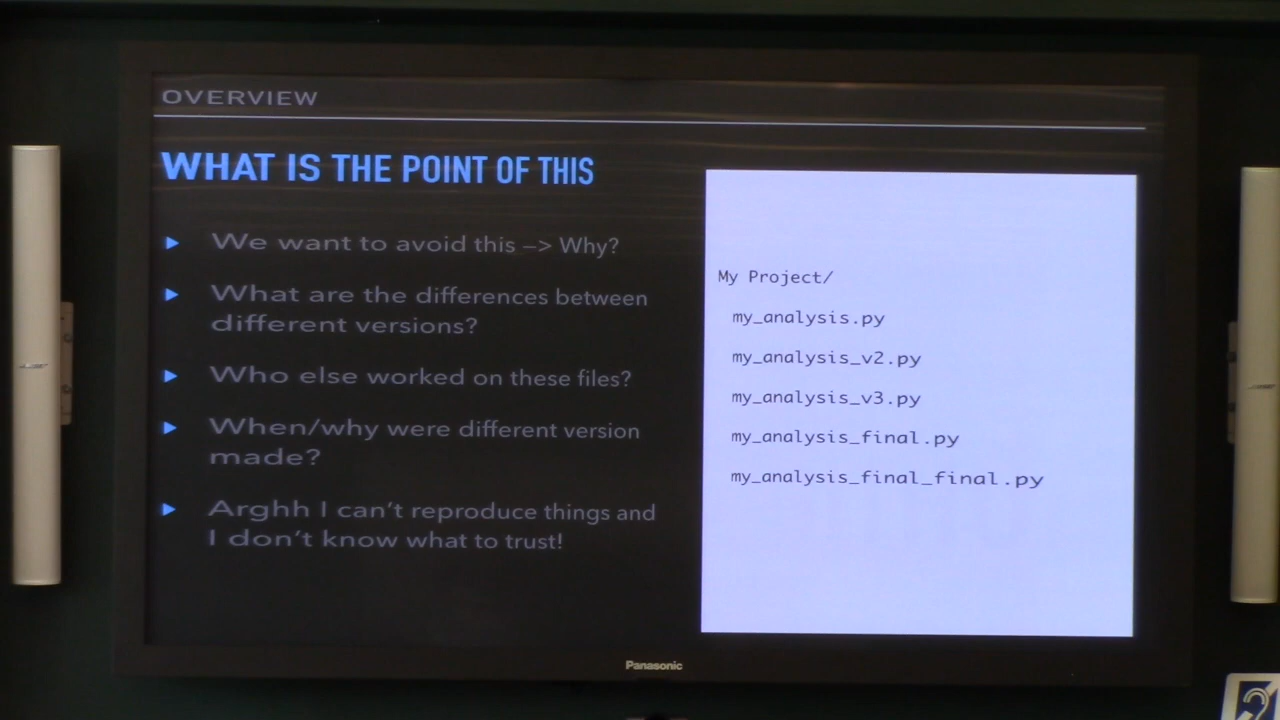 OVERVIEW
WHAT IS THE POINT OF THIS
We want to avoid this —> Why?
What are the differences between
different versions?
Who else worked on these files?
When/why were different version
made?
Arghh I can't reproduce things and
I don't know what to trust!
My Project/
my_analysis.py
my_analysis_v2.py
my_analysis_v3.py
my_analysis_final.py
my_analysis_final_final.py
Panasonic